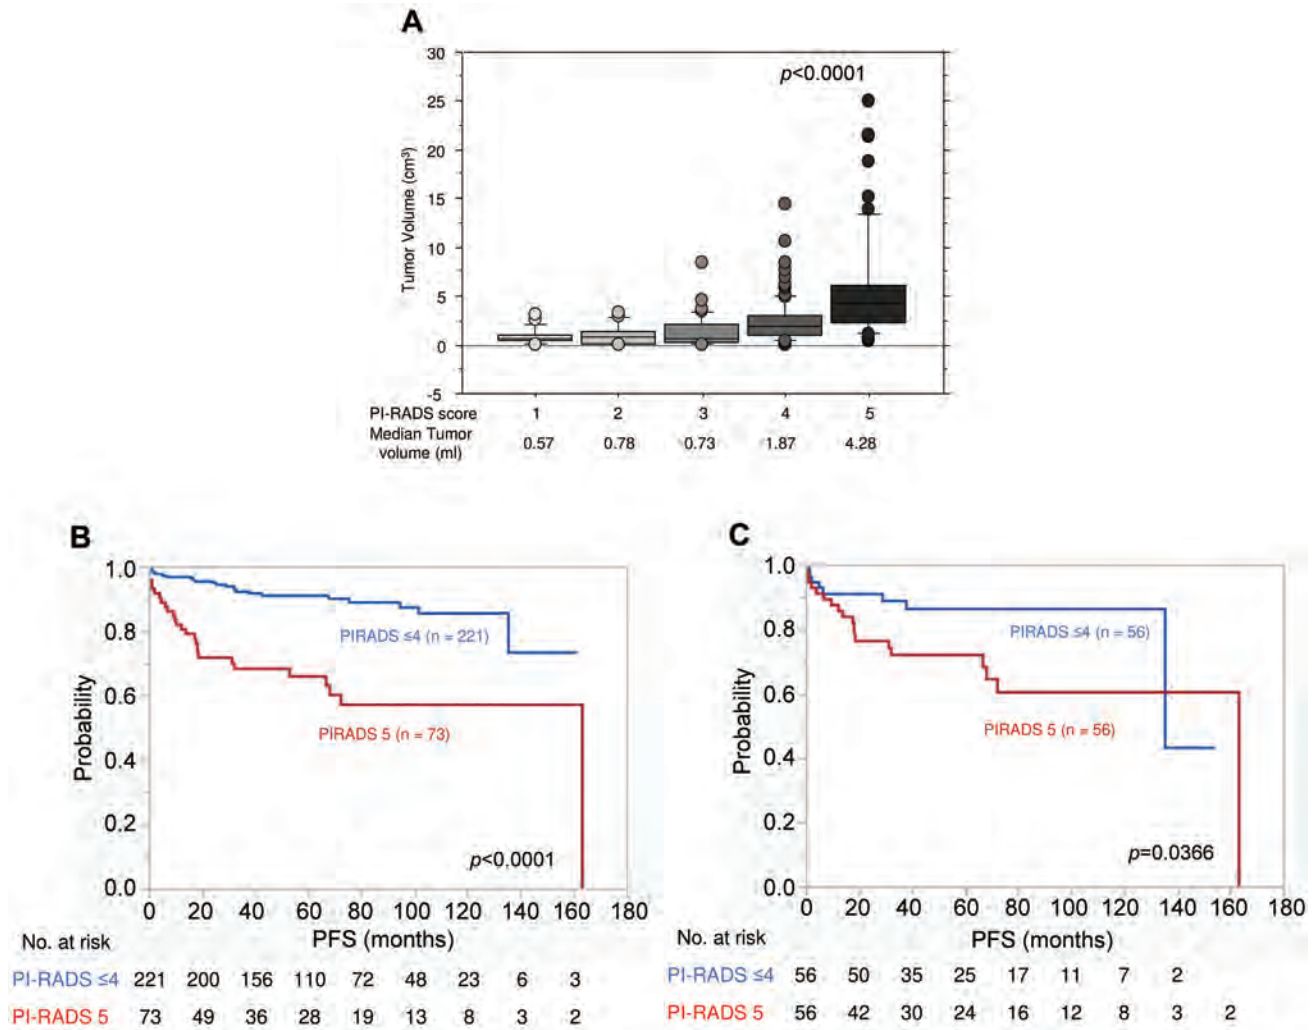 A
30
25
20
15
10
5
0
-5
Tumor Volume (cm³)
p<0.0001
PI-RADS score 1 2 3 4 5
Median Tumor
volume (ml) 0.57 0.78 0.73 1.87 4.28
B
1.0
0.8
0.6
0.4
0.2
0.0
Probability
PIRADS ≤4 (n = 221)
PIRADS 5 (n = 73)
p<0.0001
0 20 40 60 80 100 120 140 160 180
No. at risk
PFS (months)
PI-RADS ≤4 221 200 156 110 72 48 23 6 3
PI-RADS 5 73 49 36 28 19 13 8 3 2
C
1.0
0.8
0.6
0.4
0.2
0.0
Probability
PIRADS ≤4 (n = 56)
PIRADS 5 (n = 56)
p=0.0366
0 20 40 60 80 100 120 140 160 180
No. at risk
PFS (months)
PI-RADS ≤4 56 50 35 25 17 11 7 2
PI-RADS 5 56 42 30 24 16 12 8 3 2